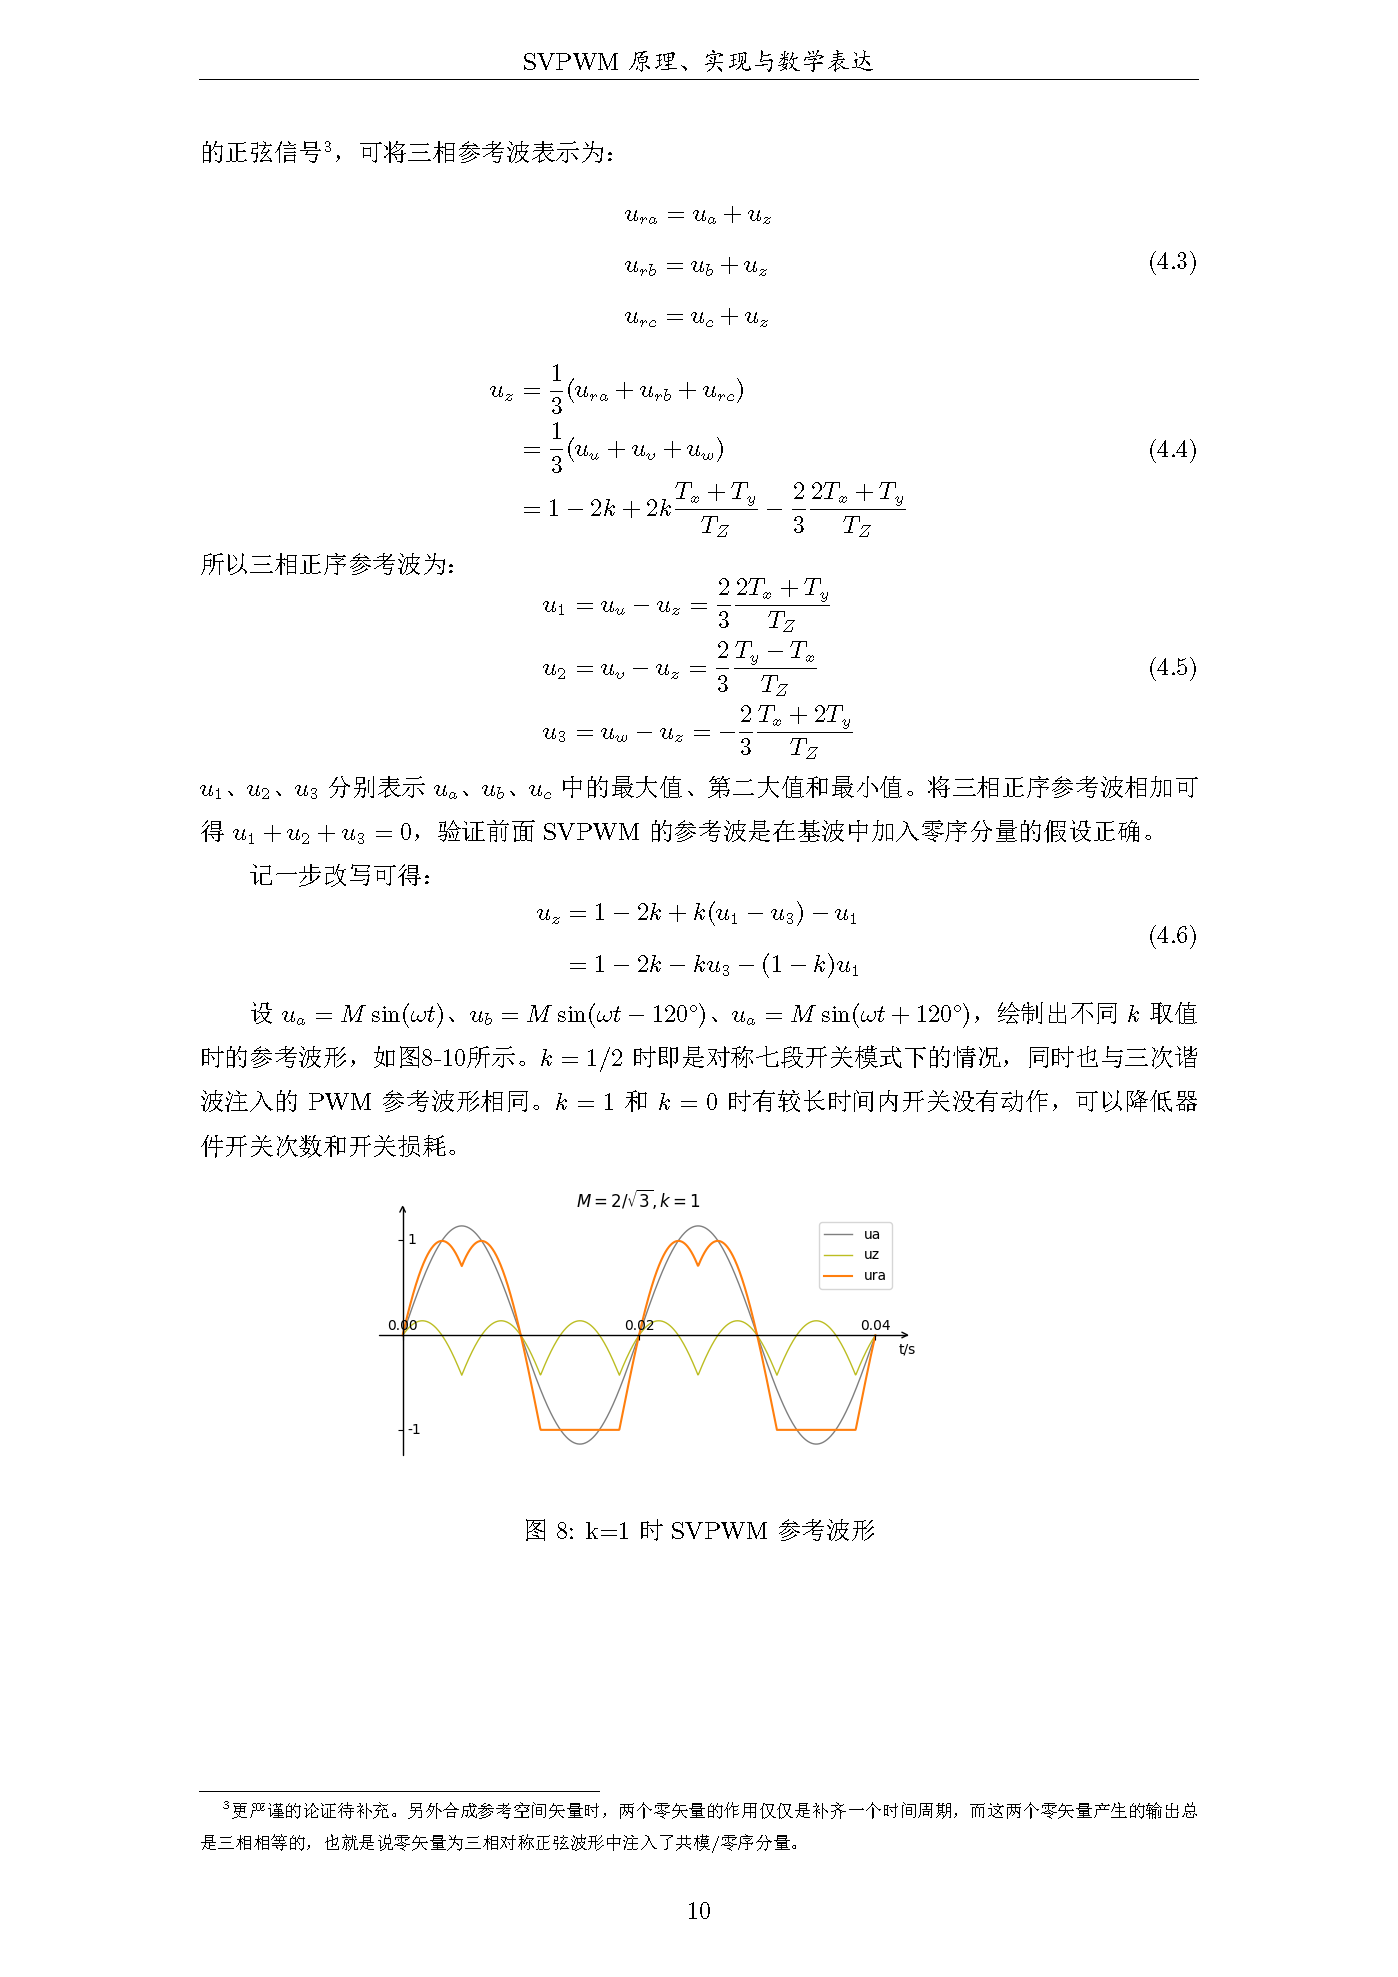 SVPWM 原理、实现与数学表达
的正弦信号³，可将三相参考波表示为：
u_{ra} = u_a + u_z
u_{rb} = u_b + u_z
(4.3)
u_{rc} = u_c + u_z
u_z = \frac{1}{3}(u_{ra} + u_{rb} + u_{rc})
= \frac{1}{3}(u_u + u_v + u_w)
(4.4)
= 1 − 2k + 2k\frac{T_x + T_y}{T_Z} − \frac{2}{3}\frac{2T_x + T_y}{T_Z}
所以三相正序参考波为：
u_1 = u_u − u_z = \frac{2}{3}\frac{2T_x + T_y}{T_Z}
u_2 = u_v − u_z = \frac{2}{3}\frac{T_y − T_x}{T_Z}
(4.5)
u_3 = u_w − u_z = −\frac{2}{3}\frac{T_x + 2T_y}{T_Z}
u_1、u_2、u_3 分别表示 u_a、u_b、u_c 中的最大值、第二大值和最小值。将三相正序参考波相加可
得 u_1 + u_2 + u_3 = 0，验证前面 SVPWM 的参考波是在基波中加入零序分量的假设正确。
记一步改写可得：
u_z = 1 − 2k + k(u_1 − u_3) − u_1
(4.6)
= 1 − 2k − ku_3 − (1 − k)u_1
设 u_a = M sin(ωt)、u_b = M sin(ωt − 120°)、u_a = M sin(ωt + 120°)，绘制出不同 k 取值
时的参考波形，如图8-10所示。k = 1/2 时即是对称七段开关模式下的情况，同时也与三次谐
波注入的 PWM 参考波形相同。k = 1 和 k = 0 时有较长时间内开关没有动作，可以降低器
件开关次数和开关损耗。
M = 2/√3, k = 1
1
ua
uz
ura
0.00
0.02
0.04
t/s
-1
图 8: k=1 时 SVPWM 参考波形
³更严谨的论证待补充。另外合成参考空间矢量时，两个零矢量的作用仅仅是补齐一个时间周期，而这两个零矢量产生的输出总
是三相相等的，也就是说零矢量为三相对称正弦波形中注入了共模/零序分量。
10